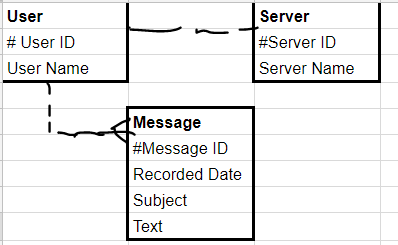 User
# User ID
User Name
Server
#Server ID
Server Name
Message
#Message ID
Recorded Date
Subject
Text